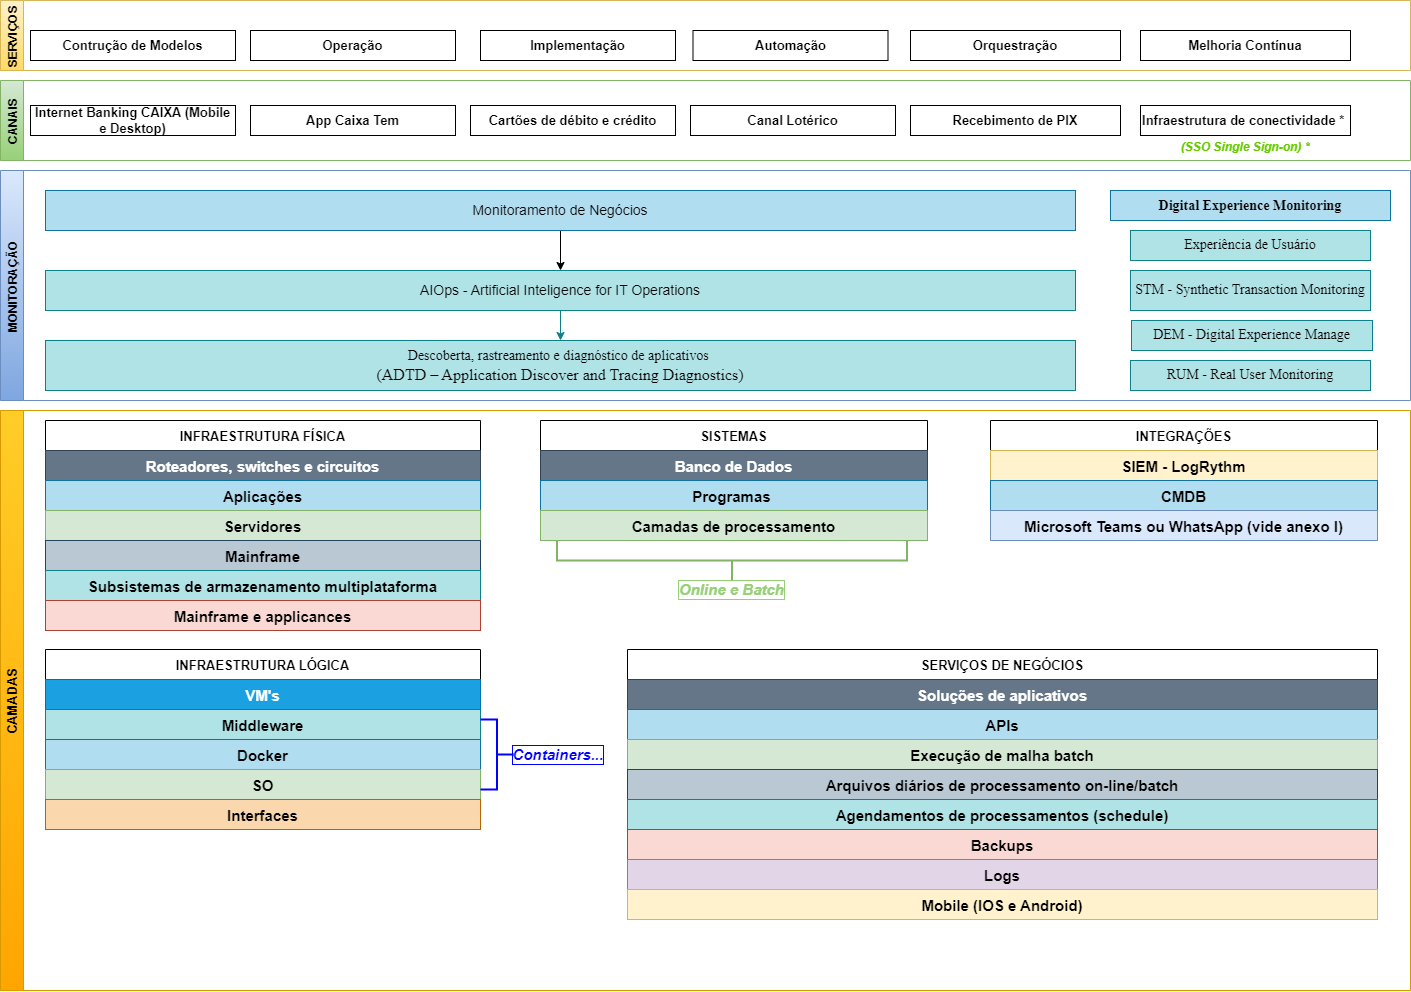 SERVIÇOS
Contrução de Modelos
Operação
Implementação
Automação
Orquestração
Melhoria Contínua
CANAIS
Internet Banking CAIXA (Mobile
e Desktop)
App Caixa Tem
Cartões de débito e crédito
Canal Lotérico
Recebimento de PIX
Infraestrutura de conectividade *
(SSO Single Sign-on) *
MONITORAÇÃO
Monitoramento de Negócios
AIOps - Artificial Inteligence for IT Operations
Descoberta, rastreamento e diagnóstico de aplicativos
(ADTD – Application Discover and Tracing Diagnostics)
Digital Experience Monitoring
Experiência de Usuário
STM - Synthetic Transaction Monitoring
DEM - Digital Experience Manage
RUM - Real User Monitoring
CAMADAS
INFRAESTRUTURA FÍSICA
Roteadores, switches e circuitos
Aplicações
Servidores
Mainframe
Subsistemas de armazenamento multiplataforma
Mainframe e applicances
SISTEMAS
Banco de Dados
Programas
Camadas de processamento
Online e Batch
INTEGRAÇÕES
SIEM - LogRythm
CMDB
Microsoft Teams ou WhatsApp (vide anexo I)
INFRAESTRUTURA LÓGICA
VM's
Middleware
Docker
SO
Interfaces
Containers...
SERVIÇOS DE NEGÓCIOS
Soluções de aplicativos
APIs
Execução de malha batch
Arquivos diários de processamento on-line/batch
Agendamentos de processamentos (schedule)
Backups
Logs
Mobile (IOS e Android)